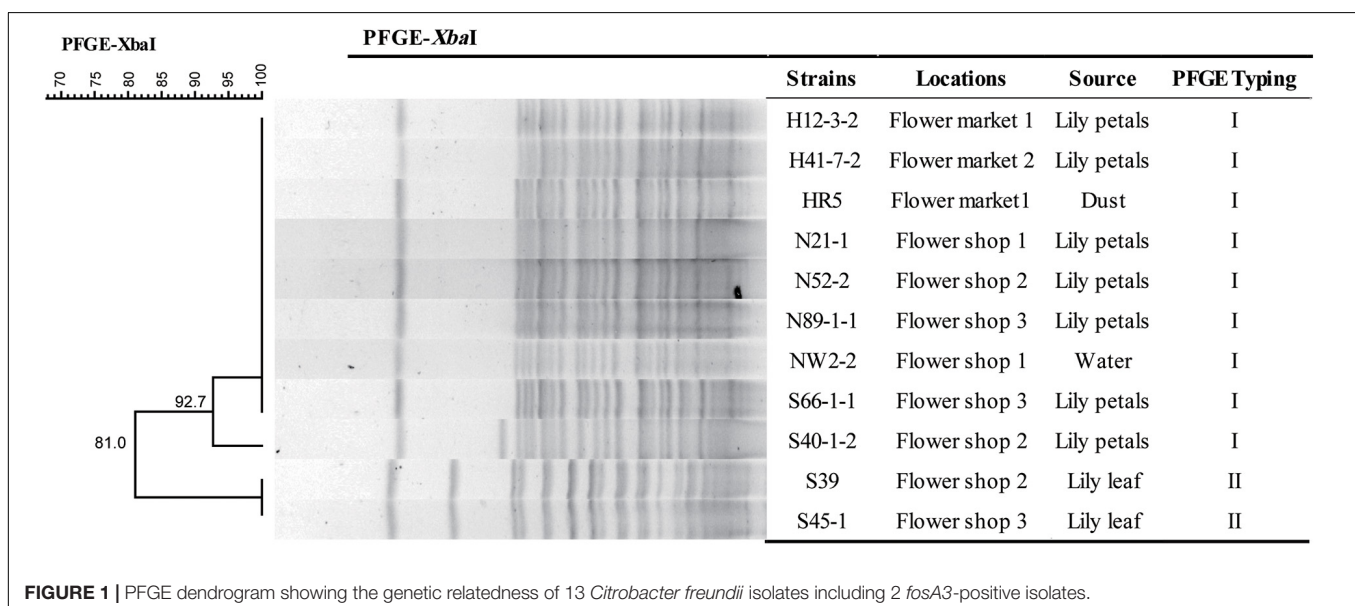 PFGE-XbaI
PFGE-XbaI
70 75 80 85 90 95 100
Strains Locations Source PFGE Typing
H12-3-2 Flower market 1 Lily petals I
H41-7-2 Flower market 2 Lily petals I
HR5 Flower market1 Dust I
N21-1 Flower shop 1 Lily petals I
N52-2 Flower shop 2 Lily petals I
N89-1-1 Flower shop 3 Lily petals I
NW2-2 Flower shop 1 Water I
S66-1-1 Flower shop 3 Lily petals I
92.7
S40-1-2 Flower shop 2 Lily petals I
81.0
S39 Flower shop 2 Lily leaf II
S45-1 Flower shop 3 Lily leaf II
FIGURE 1 | PFGE dendrogram showing the genetic relatedness of 13 Citrobacter freundii isolates including 2 fosA3-positive isolates.